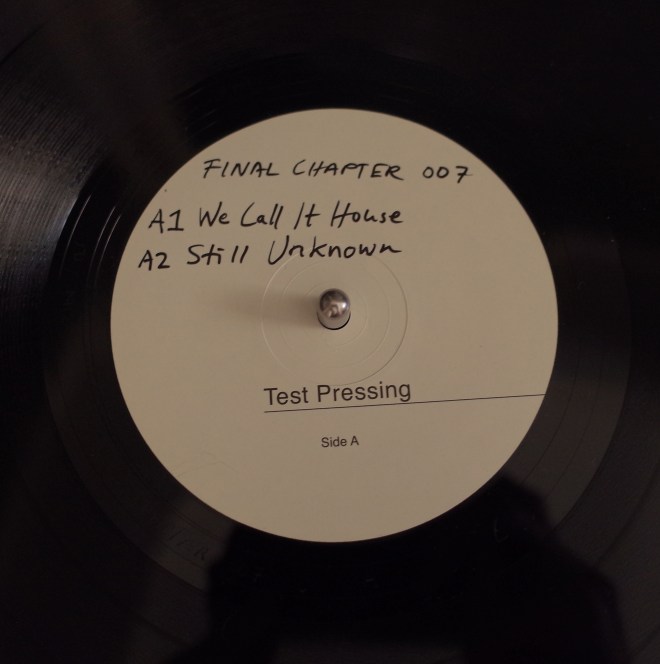 FINAL CHAPTER 007
A1 We Call It House
A2 Still Unknown
Test Pressing
Side A